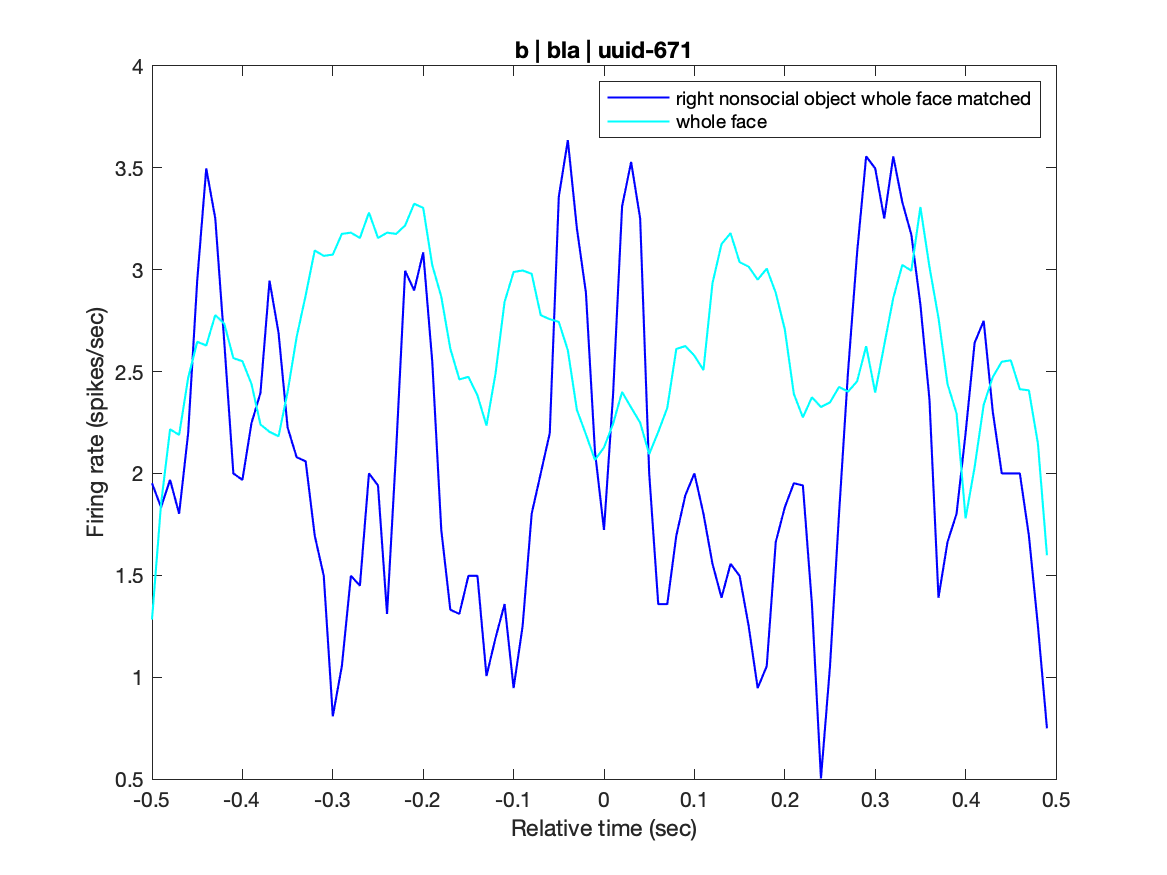 b | bla | uuid-671
right nonsocial object whole face matched
whole face
Firing rate (spikes/sec)
4
3.5
3
2.5
2
1.5
1
0.5
-0.5 -0.4 -0.3 -0.2 -0.1 0 0.1 0.2 0.3 0.4 0.5
Relative time (sec)